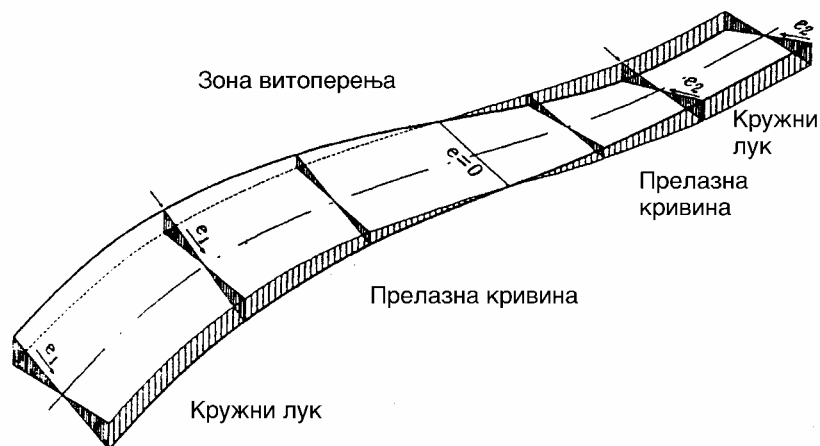 e₂
Зона витоперења
e₂
Кружни
лук
e=0
Прелазна
кривина
e₁
Прелазна кривина
e₁
Кружни лук